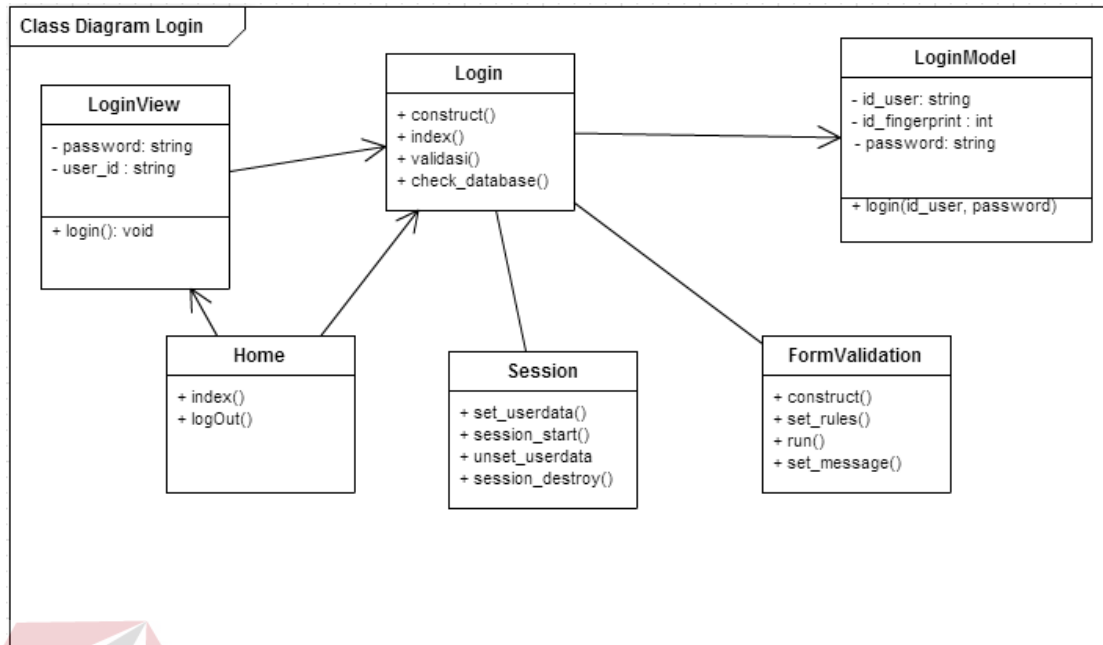 Class Diagram Login
LoginView
- password: string
- user_id : string
+ login(): void
Login
+ construct()
+ index()
+ validasi()
+ check_database()
LoginModel
- id_user: string
- id_fingerprint : int
- password: string
+ login(id_user, password)
Home
+ index()
+ logOut()
Session
+ set_userdata()
+ session_start()
+ unset_userdata
+ session_destroy()
FormValidation
+ construct()
+ set_rules()
+ run()
+ set_message()